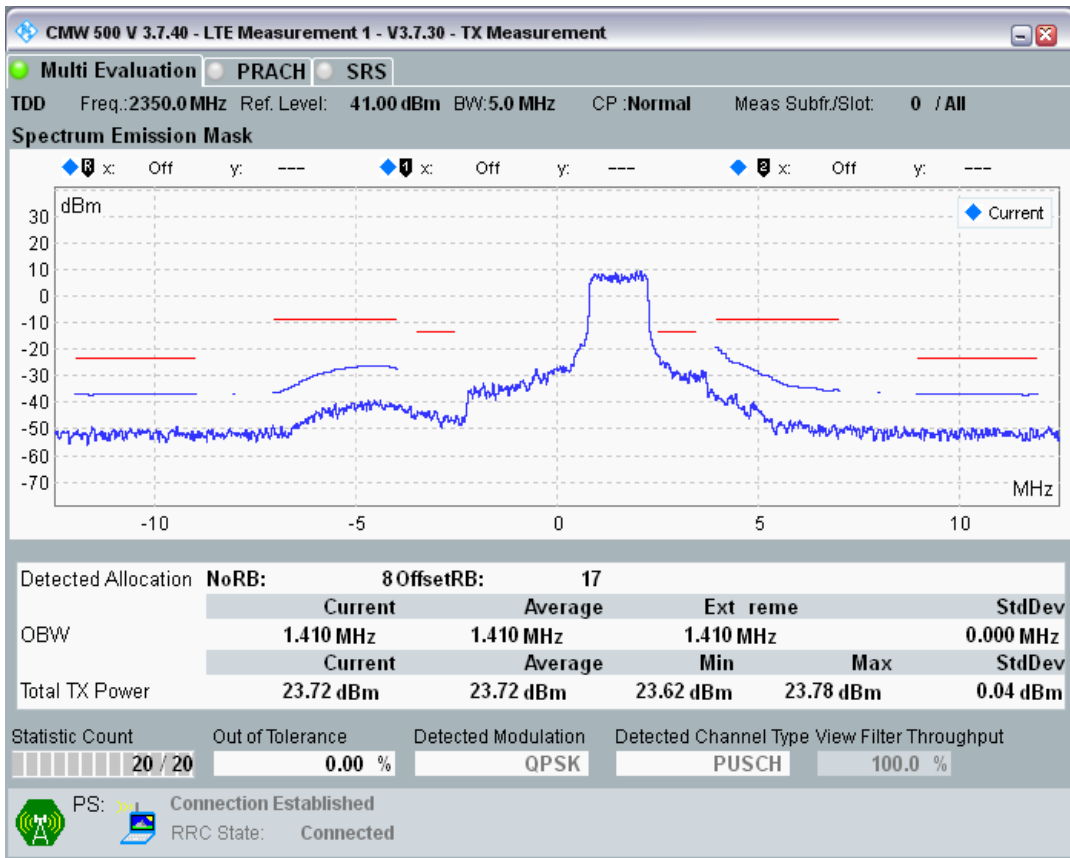 CMW 500 V 3.7.40 - LTE Measurement 1 - V3.7.30 - TX Measurement
Multi Evaluation PRACH SRS
TDD Freq.:2350.0 MHz Ref. Level: 41.00 dBm BW:5.0 MHz CP :Normal Meas Subfr./Slot: 0 / All
Spectrum Emission Mask
R x: Off y: --- 1 x: Off y: --- 2 x: Off y: ---
dBm
Current
30
20
10
0
-10
-20
-30
-40
-50
-60
-70
MHz
-10 -5 0 5 10
Detected Allocation NoRB: 8 OffsetRB: 17
Current Average Ext reme StdDev
OBW 1.410 MHz 1.410 MHz 1.410 MHz 0.000 MHz
Current Average Min Max StdDev
Total TX Power 23.72 dBm 23.72 dBm 23.62 dBm 23.78 dBm 0.04 dBm
Statistic Count Out of Tolerance Detected Modulation Detected Channel Type View Filter Throughput
20 / 20 0.00 % QPSK PUSCH 100.0 %
PS: Connection Established
RRC State: Connected